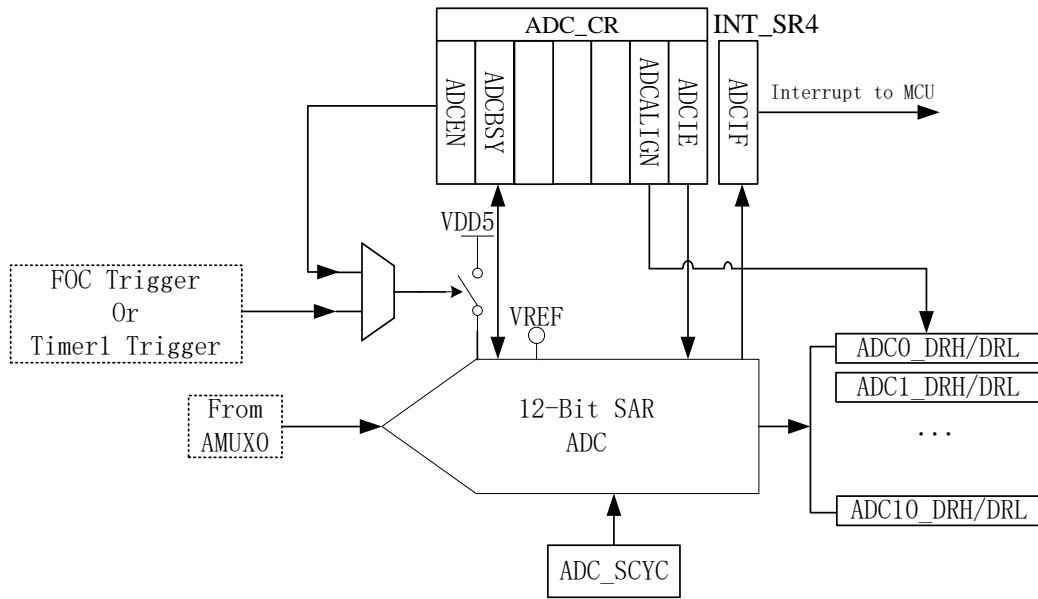 ADC_CR
INT_SR4
ADCEN
ADCBSY
ADCALIGN
ADCIE
ADCIF
Interrupt to MCU
VDD5
FOC Trigger
Or
Timer1 Trigger
VREF
ADC0_DRH/DRL
ADC1_DRH/DRL
...
ADC10_DRH/DRL
From
AMUX0
12-Bit SAR
ADC
ADC_SCYC